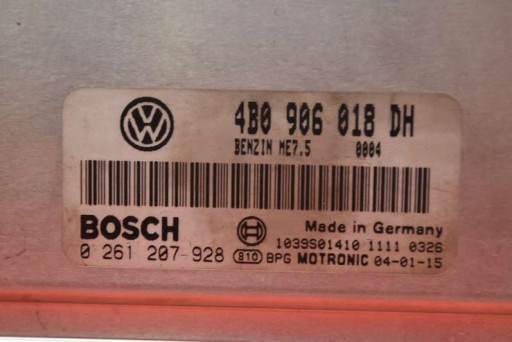 4B0 906 018 DH
BENZIN ME7.5 0004
BOSCH
Made in Germany
1039S01410 1111 0326
0 261 207-928 810 BPG MOTRONIC 04-01-15